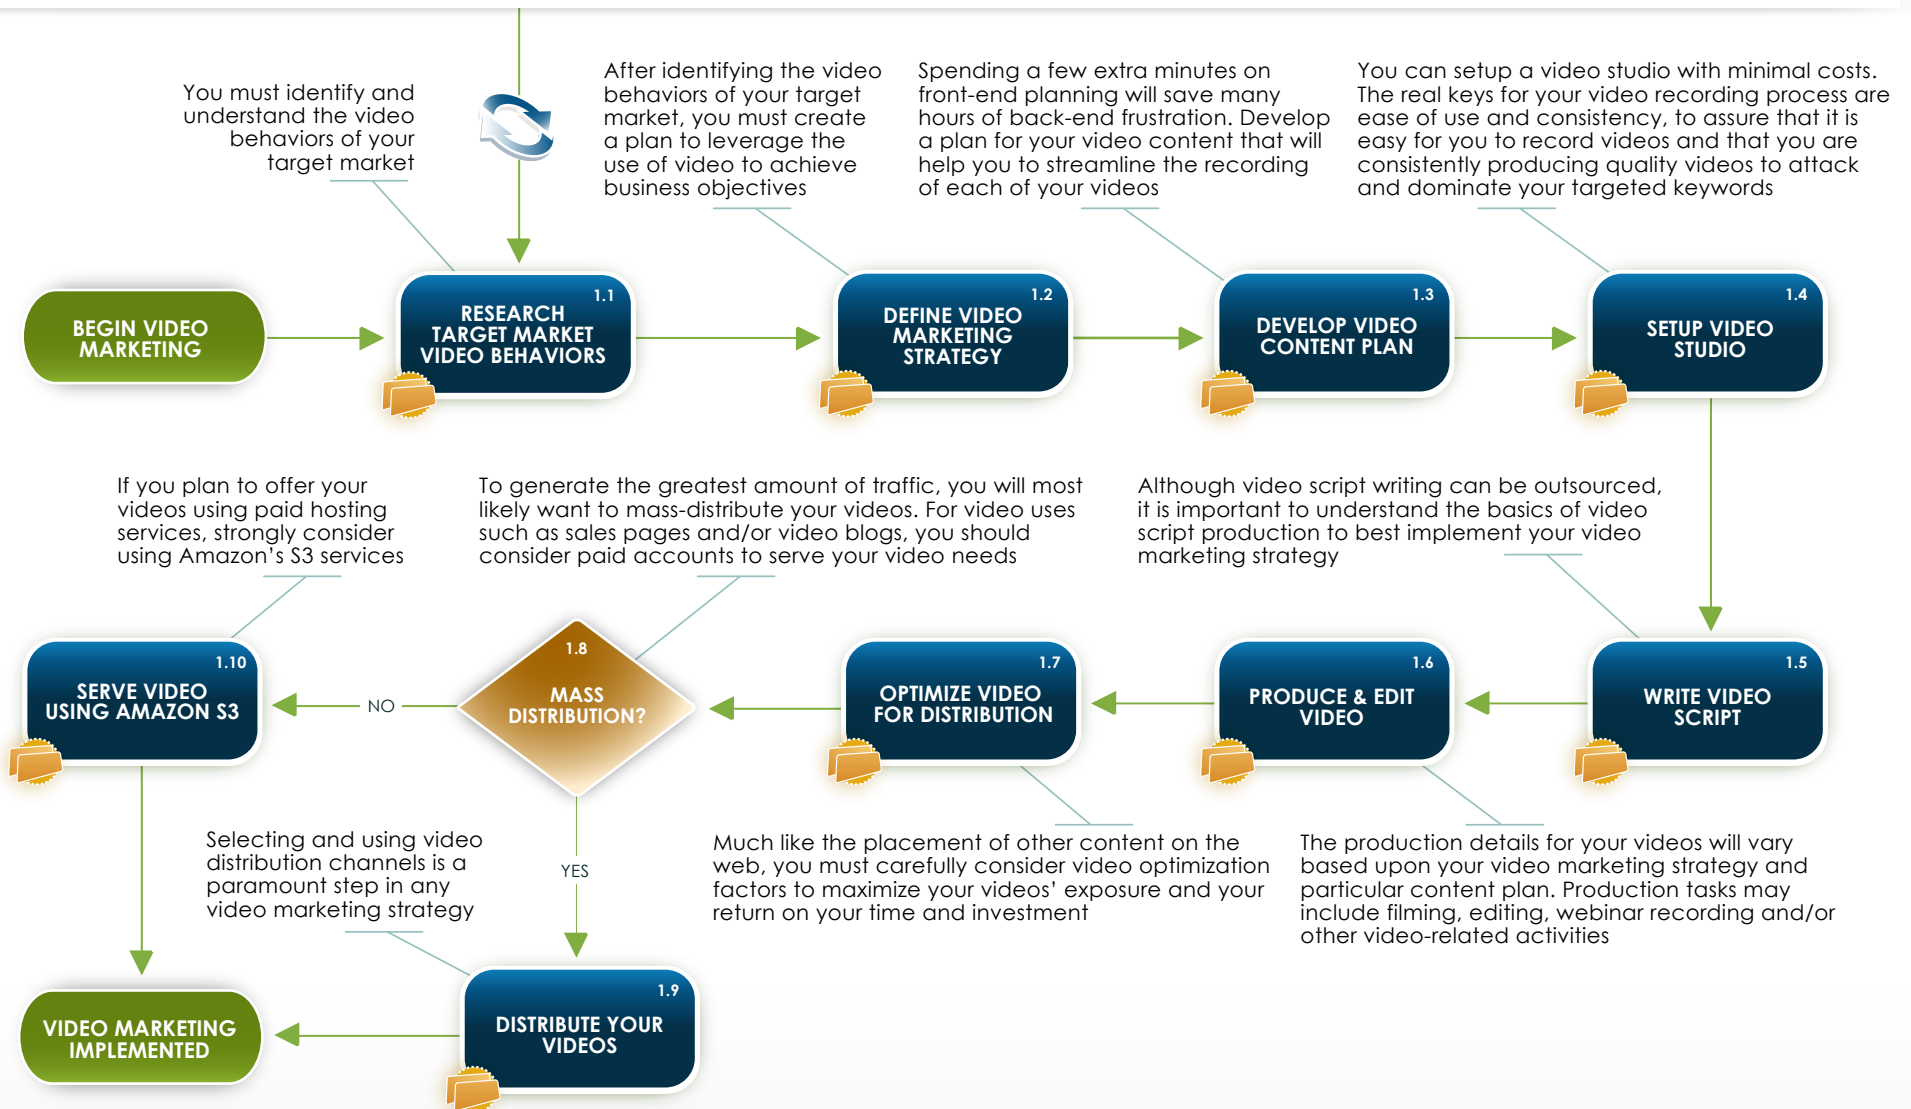 You must identify and
understand the video
behaviors of your
target market
After identifying the video
behaviors of your target
market, you must create
a plan to leverage the
use of video to achieve
business objectives
Spending a few extra minutes on
front-end planning will save many
hours of back-end frustration. Develop
a plan for your video content that will
help you to streamline the recording
of each of your videos
You can setup a video studio with minimal costs.
The real keys for your video recording process are
ease of use and consistency, to assure that it is
easy for you to record videos and that you are
consistently producing quality videos to attack
and dominate your targeted keywords
BEGIN VIDEO
MARKETING
1.1
RESEARCH
TARGET MARKET
VIDEO BEHAVIORS
1.2
DEFINE VIDEO
MARKETING
STRATEGY
1.3
DEVELOP VIDEO
CONTENT PLAN
1.4
SETUP VIDEO
STUDIO
If you plan to offer your
videos using paid hosting
services, strongly consider
using Amazon's S3 services
To generate the greatest amount of traffic, you will most
likely want to mass-distribute your videos. For video uses
such as sales pages and/or video blogs, you should
consider paid accounts to serve your video needs
Although video script writing can be outsourced,
it is important to understand the basics of video
script production to best implement your video
marketing strategy
1.10
SERVE VIDEO
USING AMAZON S3
NO
1.8
MASS
DISTRIBUTION?
1.7
OPTIMIZE VIDEO
FOR DISTRIBUTION
1.6
PRODUCE & EDIT
VIDEO
1.5
WRITE VIDEO
SCRIPT
Selecting and using video
distribution channels is a
paramount step in any
video marketing strategy
YES
Much like the placement of other content on the
web, you must carefully consider video optimization
factors to maximize your videos' exposure and your
return on your time and investment
The production details for your videos will vary
based upon your video marketing strategy and
particular content plan. Production tasks may
include filming, editing, webinar recording and/or
other video-related activities
VIDEO MARKETING
IMPLEMENTED
1.9
DISTRIBUTE YOUR
VIDEOS